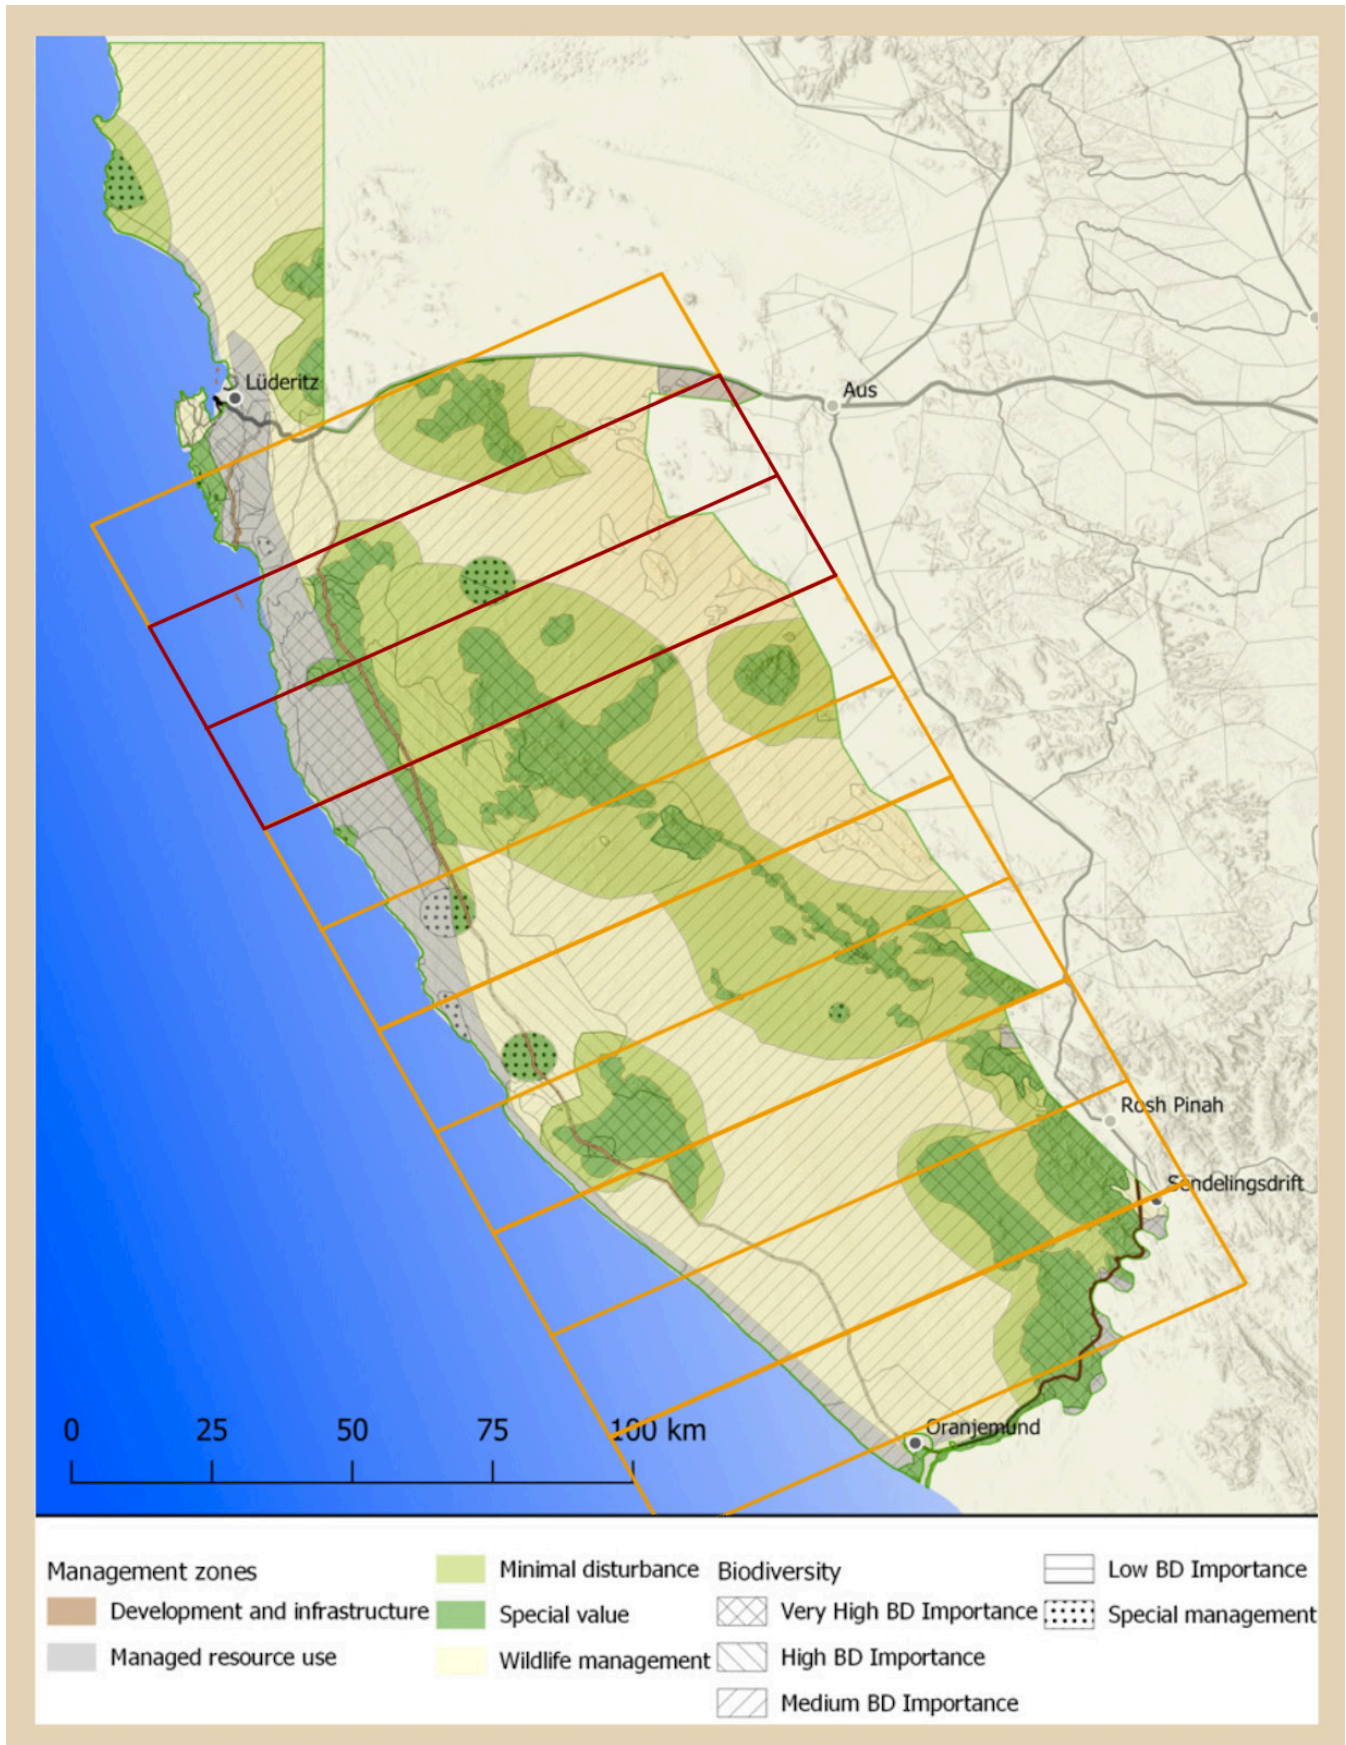 Lüderitz
Aus
Rosh Pinah
Sendelingsdrift
Oranjemund
0 25 50 75 100 km
Management zones
Development and infrastructure
Managed resource use
Minimal disturbance
Special value
Wildlife management
Biodiversity
Very High BD Importance
High BD Importance
Medium BD Importance
Low BD Importance
Special management